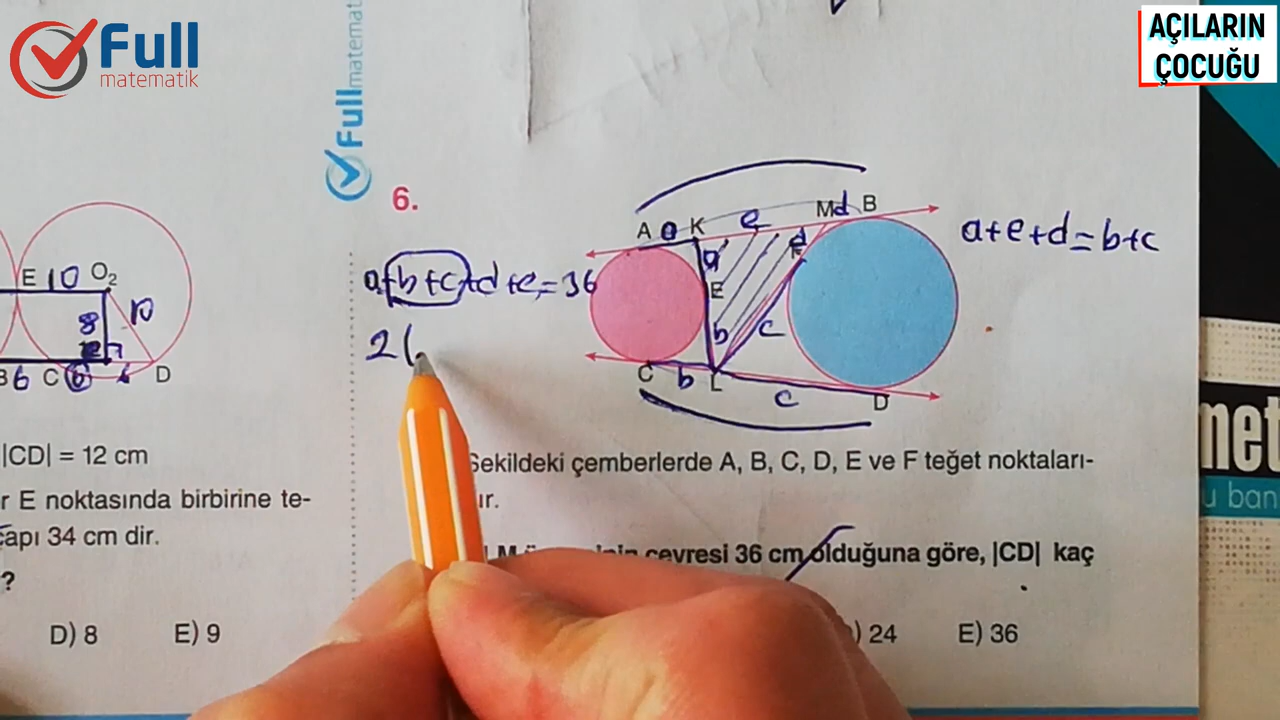 Full
matematik
AÇILARIN
ÇOCUĞU
Full
E 10 O2
10
8
6 C 6 D
|CD| = 12 cm
r E noktasında birbirine te-
çapı 34 cm dir.
?
D) 8 E) 9
6.
A a K e M d B
a d
E
b c
C b L c D
a+b+c+d+e=36
2(
a+e+d=b+c
Şekildeki çemberlerde A, B, C, D, E ve F teğet noktaları-
ır.
çevresi 36 cm olduğuna göre, |CD| kaç
24 E) 36
met
u ban